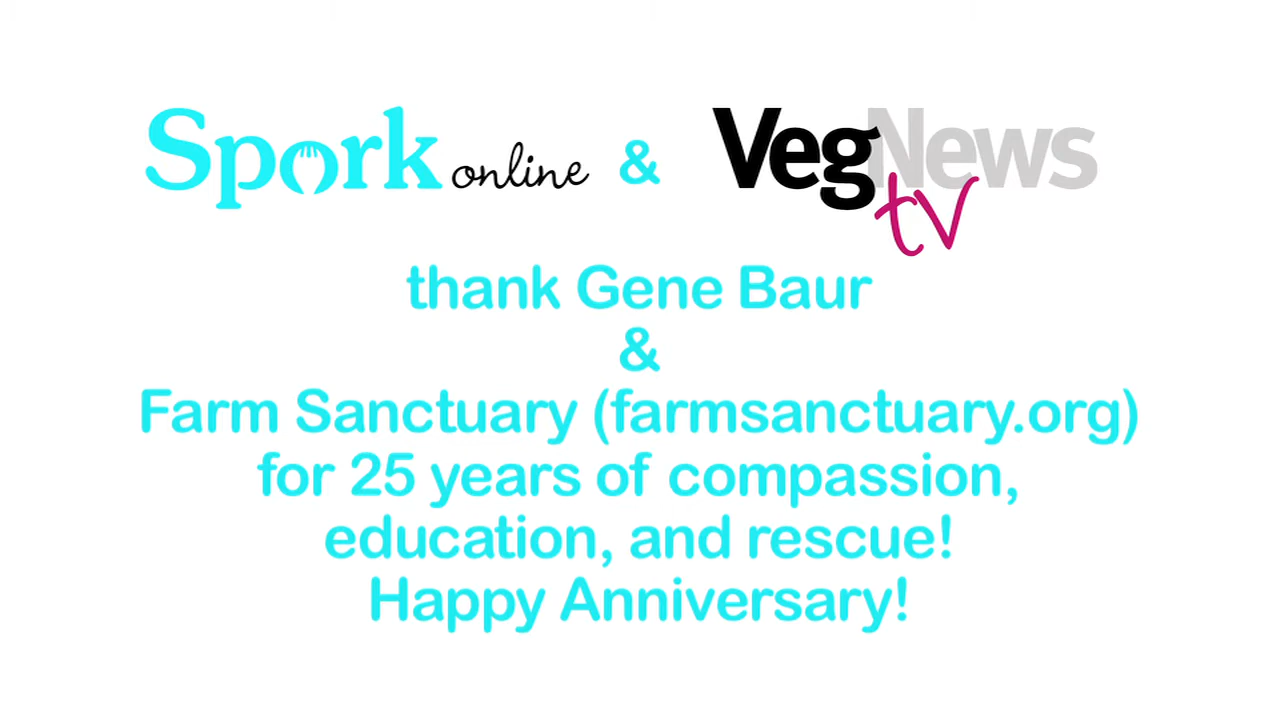 Spork online & VegNews tv
thank Gene Baur
&
Farm Sanctuary (farmsanctuary.org)
for 25 years of compassion,
education, and rescue!
Happy Anniversary!